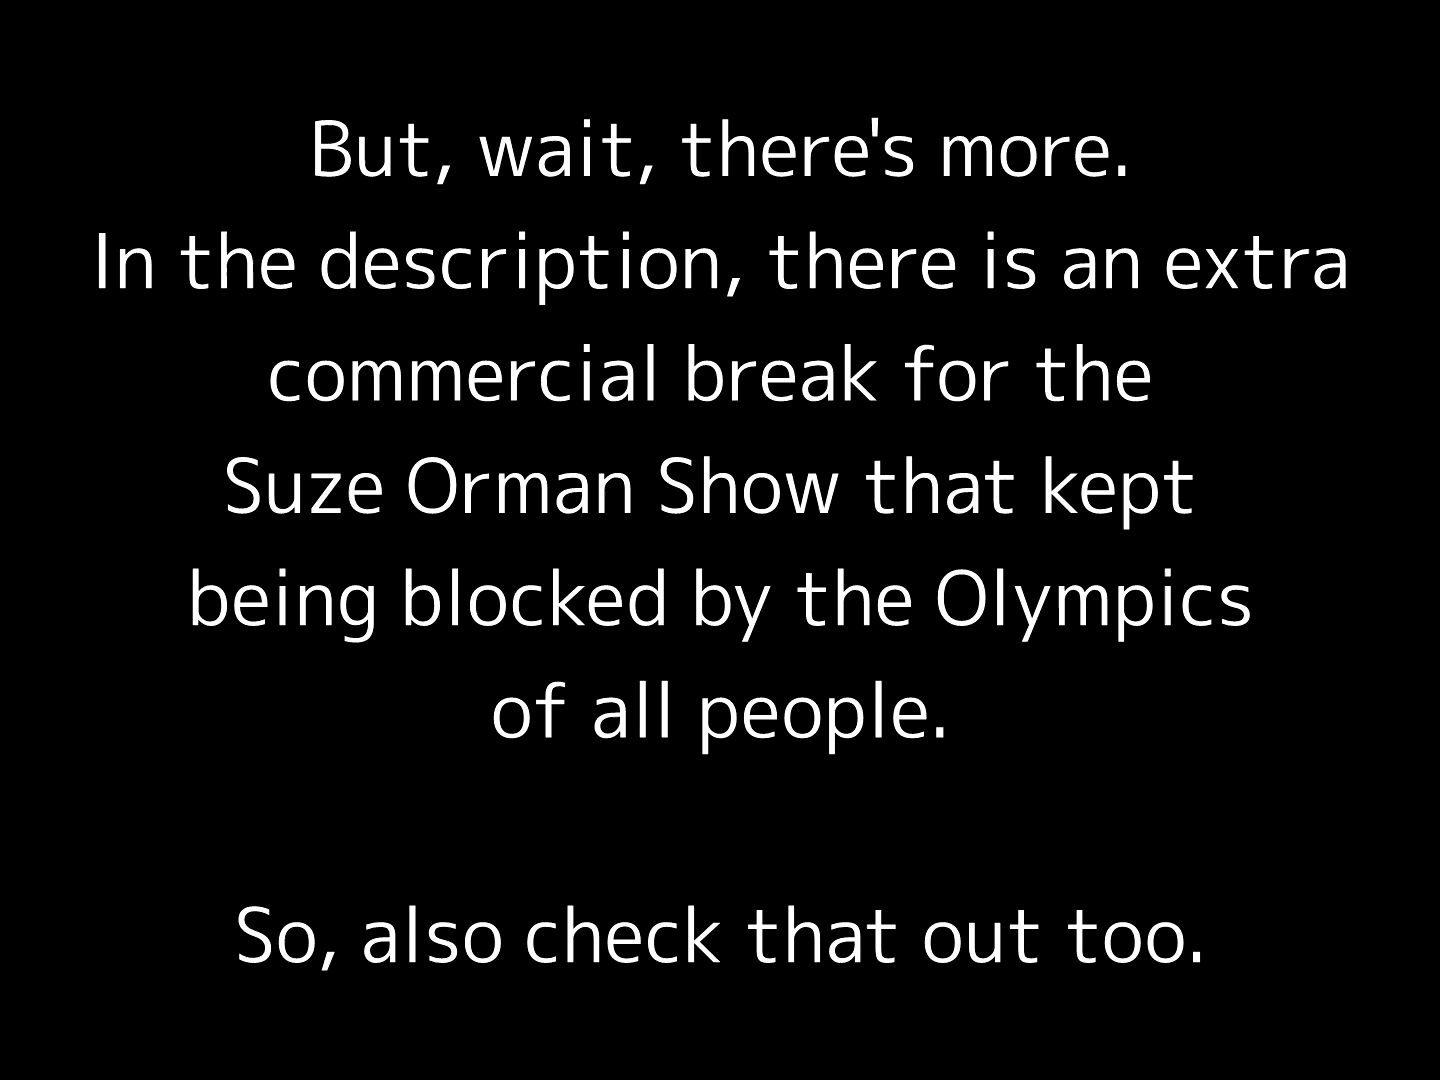 But, wait, there's more.
In the description, there is an extra
commercial break for the
Suze Orman Show that kept
being blocked by the Olympics
of all people.
So, also check that out too.